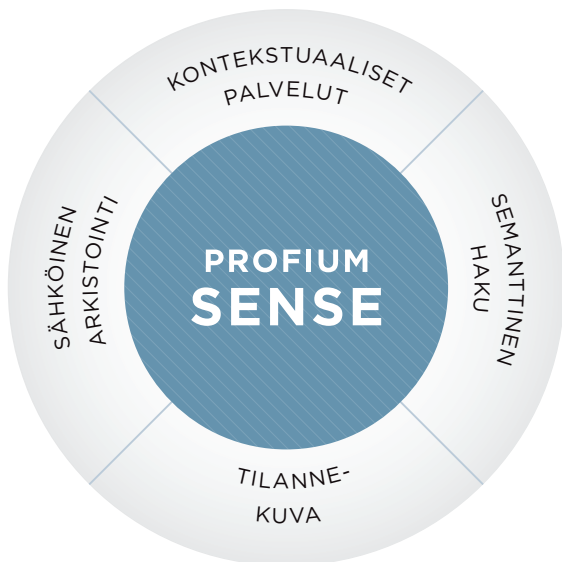 KONTEKSTUAALISET
PALVELUT
SÄHKÖINEN
ARKISTOINTI
PROFIUM
SENSE
SEMANTTINEN
HAKU
TILANNE-
KUVA